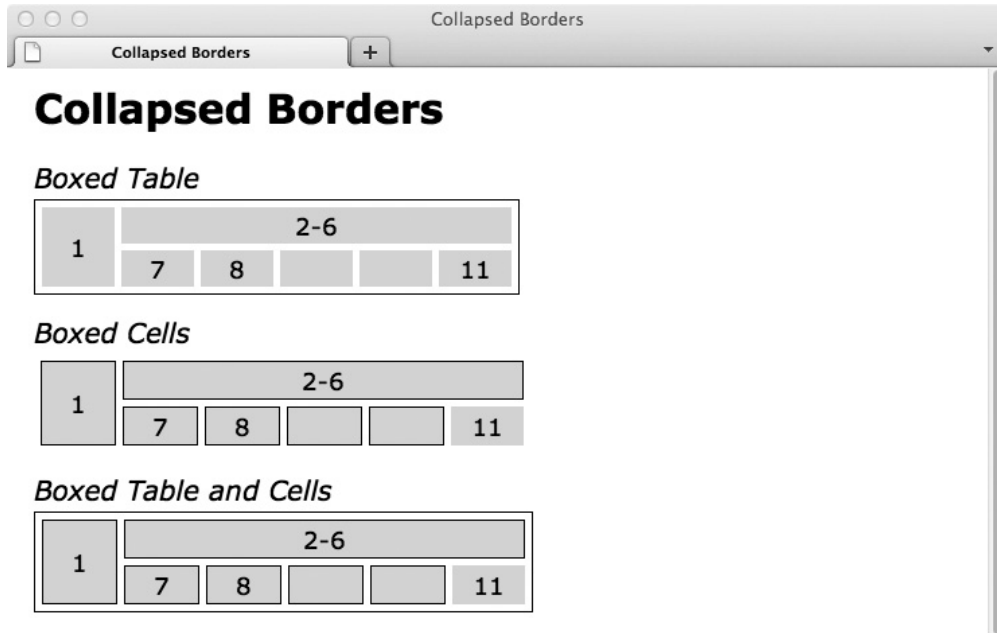 Collapsed Borders
Collapsed Borders +
Collapsed Borders
Boxed Table
1 2-6
7 8 11
Boxed Cells
1 2-6
7 8 11
Boxed Table and Cells
1 2-6
7 8 11